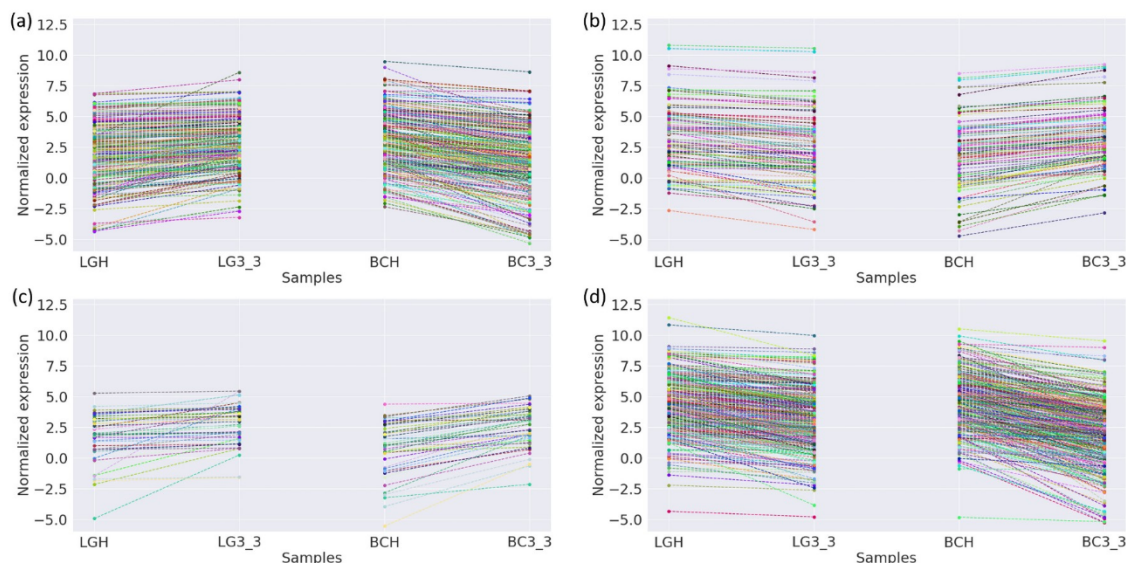 (a)
12.5
10.0
7.5
5.0
2.5
0.0
−2.5
−5.0
Normalized expression
LGH LG3_3 BCH BC3_3
Samples
(b)
12.5
10.0
7.5
5.0
2.5
0.0
−2.5
−5.0
Normalized expression
LGH LG3_3 BCH BC3_3
Samples
(c)
12.5
10.0
7.5
5.0
2.5
0.0
−2.5
−5.0
Normalized expression
LGH LG3_3 BCH BC3_3
Samples
(d)
12.5
10.0
7.5
5.0
2.5
0.0
−2.5
−5.0
Normalized expression
LGH LG3_3 BCH BC3_3
Samples